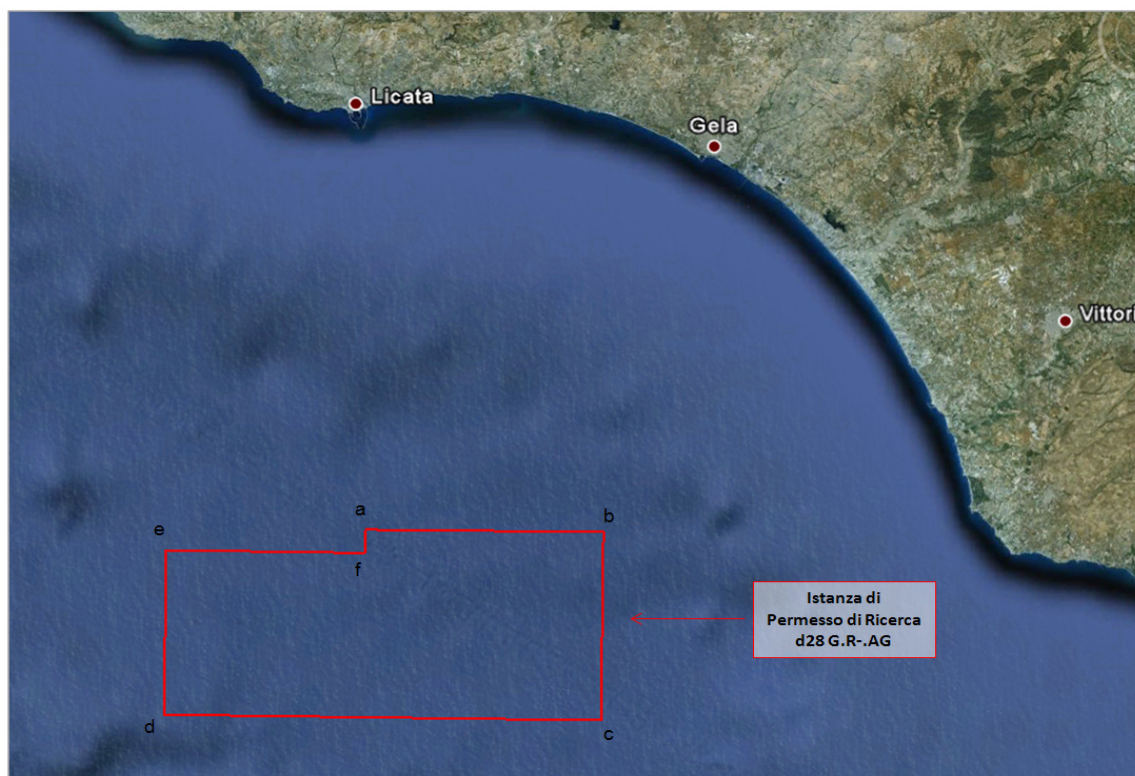 Licata
Gela
Vittori
a
b
e
f
Istanza di
Permesso di Ricerca
d28 G.R-.AG
d
c